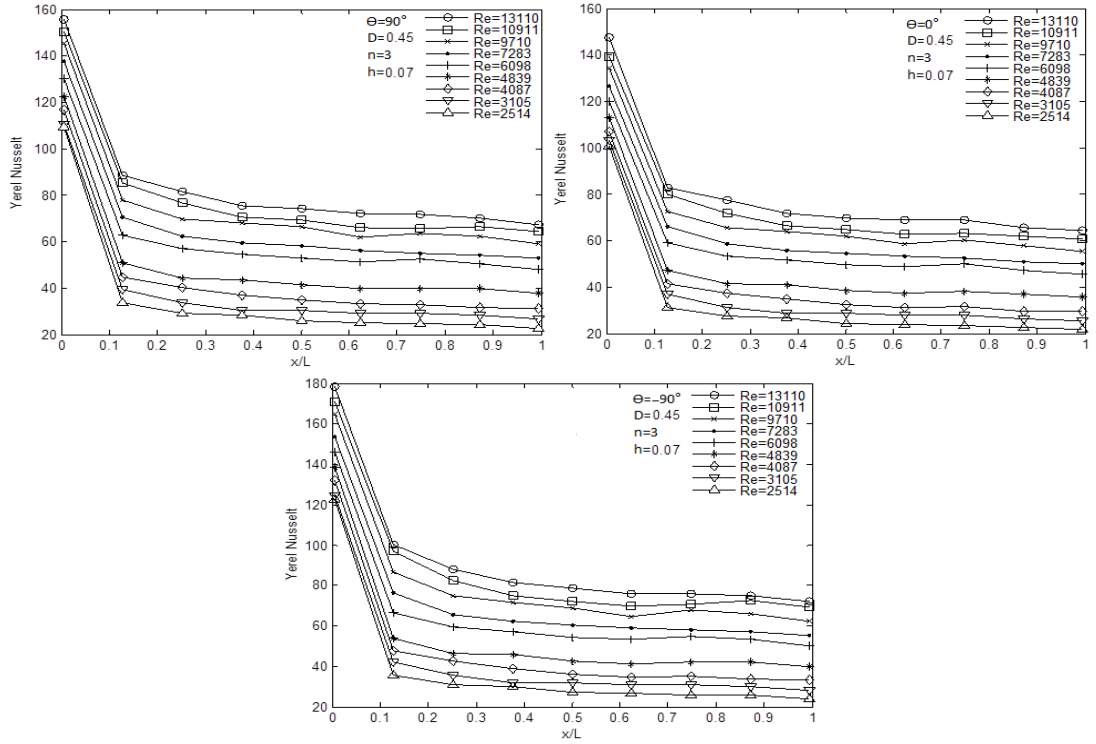 160
140
120
100
80
60
40
20
Yerel Nusselt
0
0.1
0.2
0.3
0.4
0.5
0.6
0.7
0.8
0.9
1
x/L
Θ=90°
D=0.45
n=3
h=0.07
Re=13110
Re=10911
Re=9710
Re=7283
Re=6098
Re=4839
Re=4087
Re=3105
Re=2514
160
140
120
100
80
60
40
20
Yerel Nusselt
0
0.1
0.2
0.3
0.4
0.5
0.6
0.7
0.8
0.9
1
x/L
Θ=0°
D=0.45
n=3
h=0.07
Re=13110
Re=10911
Re=9710
Re=7283
Re=6098
Re=4839
Re=4087
Re=3105
Re=2514
180
160
140
120
100
80
60
40
20
Yerel Nusselt
0
0.1
0.2
0.3
0.4
0.5
0.6
0.7
0.8
0.9
1
x/L
Θ=-90°
D=0.45
n=3
h=0.07
Re=13110
Re=10911
Re=9710
Re=7283
Re=6098
Re=4839
Re=4087
Re=3105
Re=2514